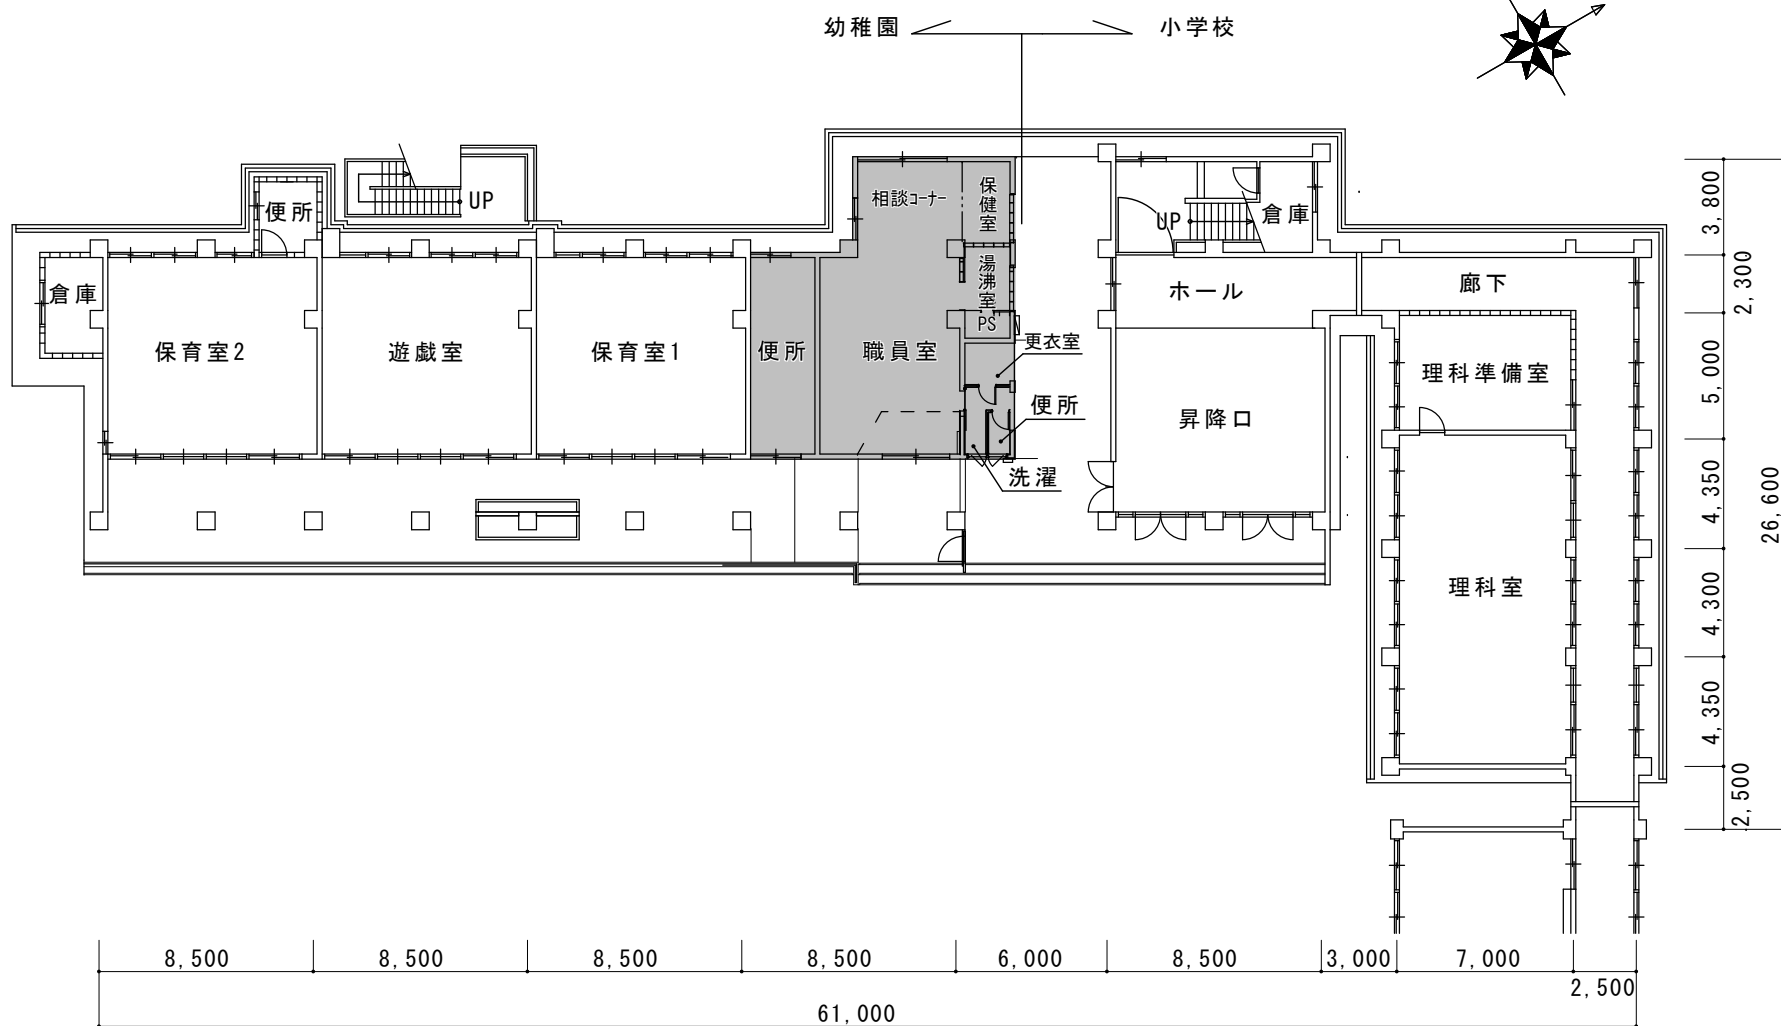 幼稚園
小学校
便所
UP
相談コーナー
保健室
UP
倉庫
倉庫
湯沸室
PS
ホール
廊下
保育室2
遊戯室
保育室1
便所
職員室
更衣室
便所
洗濯
昇降口
理科準備室
理科室
3,800
2,300
5,000
4,350
4,300
4,350
2,500
26,600
8,500
8,500
8,500
8,500
6,000
8,500
3,000
7,000
2,500
61,000